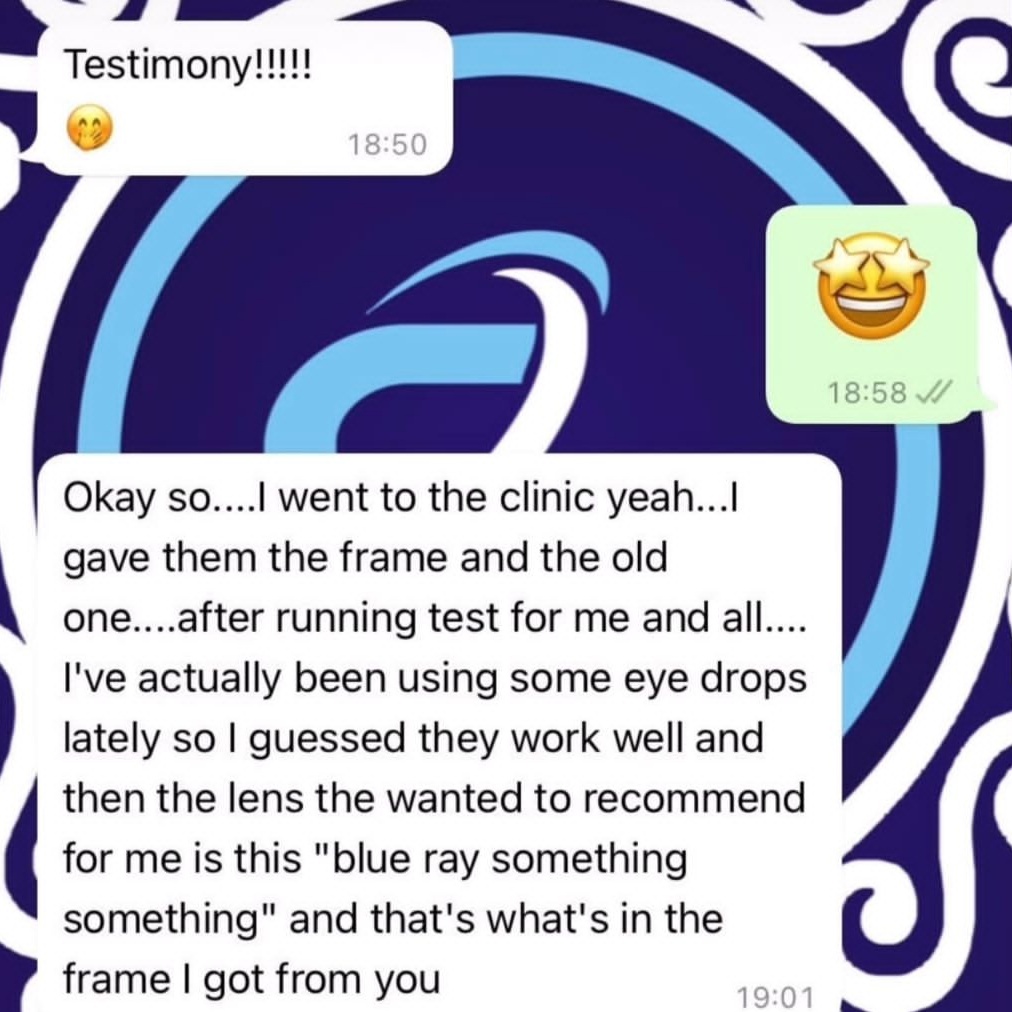 Testimony!!!!!
🤭
18:50
🤩
18:58
Okay so....I went to the clinic yeah...I
gave them the frame and the old
one....after running test for me and all....
I've actually been using some eye drops
lately so I guessed they work well and
then the lens the wanted to recommend
for me is this "blue ray something
something" and that's what's in the
frame I got from you
19:01